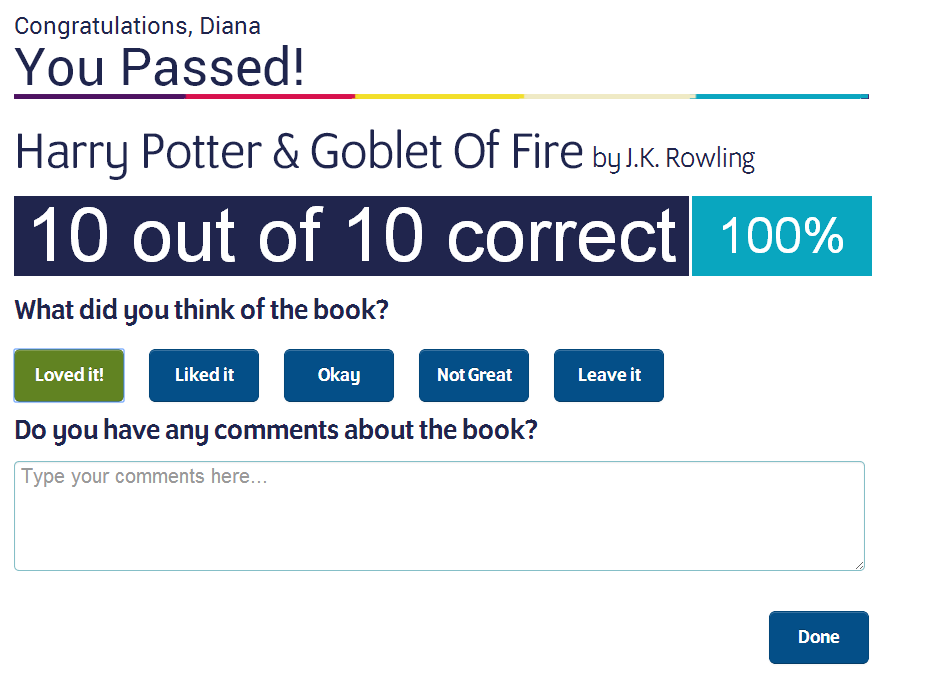 Congratulations, Diana
You Passed!
Harry Potter & Goblet Of Fire by J.K. Rowling
10 out of 10 correct 100%
What did you think of the book?
Loved it! Liked it Okay Not Great Leave it
Do you have any comments about the book?
Type your comments here...
Done